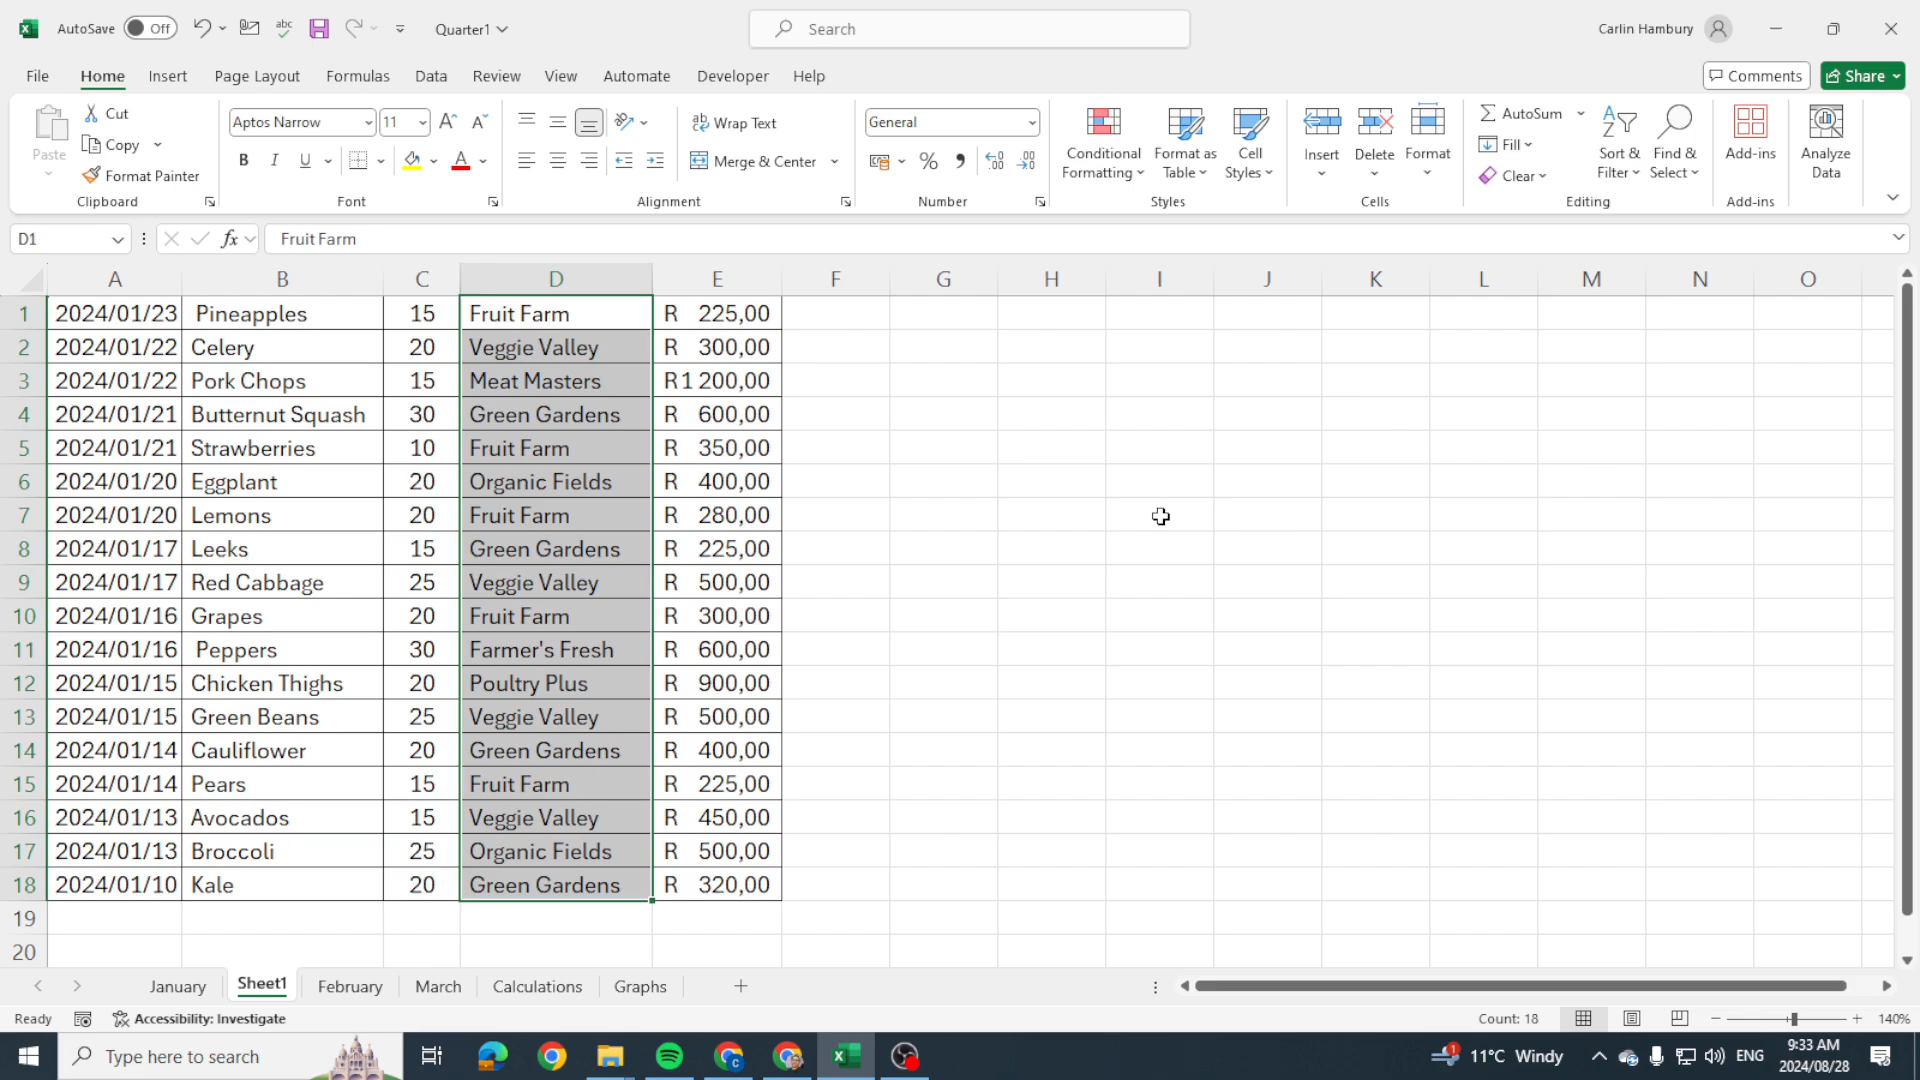 AutoSave Off Quarter1 Search Carlin Hambury
File Home Insert Page Layout Formulas Data Review View Automate Developer Help Comments Share
Paste Cut Copy Format Painter Clipboard
Aptos Narrow 11 B I U A Font
ab Wrap Text Merge & Center Alignment
General % Number
Conditional Formatting Format as Table Cell Styles Styles
Insert Delete Format Cells
AutoSum Fill Clear Sort & Filter Find & Select Editing
Add-ins Add-ins Analyze Data
D1 fx Fruit Farm
A B C D E F G H I J K L M N O
1 2024/01/23 Pineapples 15 Fruit Farm R 225,00
2 2024/01/22 Celery 20 Veggie Valley R 300,00
3 2024/01/22 Pork Chops 15 Meat Masters R1 200,00
4 2024/01/21 Butternut Squash 30 Green Gardens R 600,00
5 2024/01/21 Strawberries 10 Fruit Farm R 350,00
6 2024/01/20 Eggplant 20 Organic Fields R 400,00
7 2024/01/20 Lemons 20 Fruit Farm R 280,00
8 2024/01/17 Leeks 15 Green Gardens R 225,00
9 2024/01/17 Red Cabbage 25 Veggie Valley R 500,00
10 2024/01/16 Grapes 20 Fruit Farm R 300,00
11 2024/01/16 Peppers 30 Farmer's Fresh R 600,00
12 2024/01/15 Chicken Thighs 20 Poultry Plus R 900,00
13 2024/01/15 Green Beans 25 Veggie Valley R 500,00
14 2024/01/14 Cauliflower 20 Green Gardens R 400,00
15 2024/01/14 Pears 15 Fruit Farm R 225,00
16 2024/01/13 Avocados 15 Veggie Valley R 450,00
17 2024/01/13 Broccoli 25 Organic Fields R 500,00
18 2024/01/10 Kale 20 Green Gardens R 320,00
19
20
January Sheet1 February March Calculations Graphs
Ready Accessibility: Investigate Count: 18 140%
Type here to search 11°C Windy ENG 9:33 AM
2024/08/28